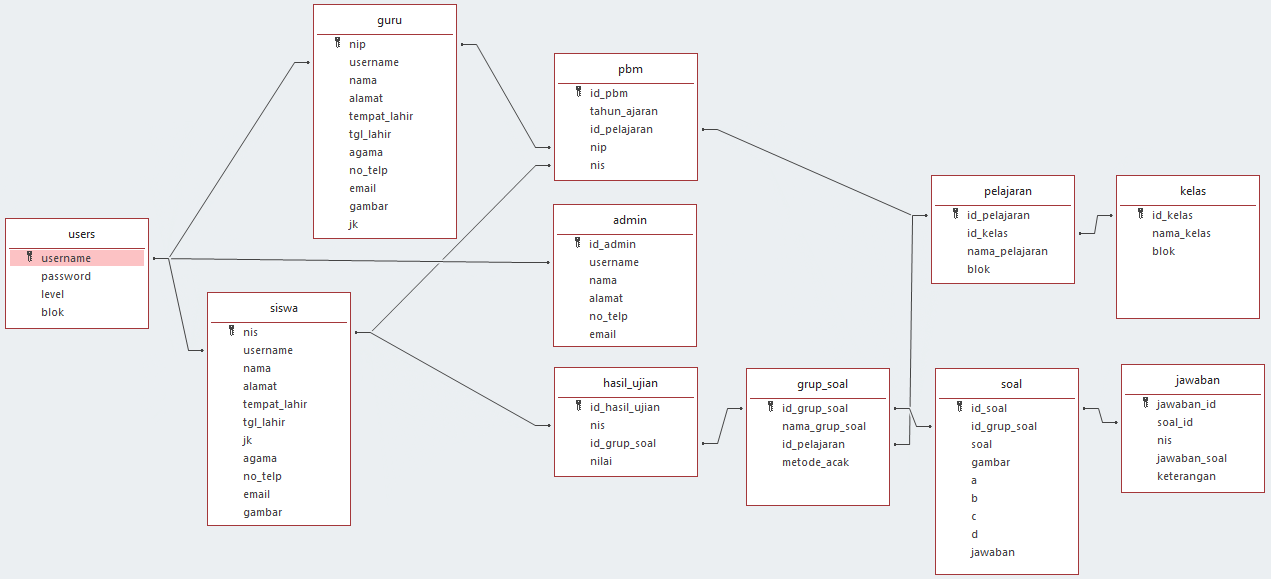 guru
nip
username
nama
alamat
tempat_lahir
tgl_lahir
agama
no_telp
email
gambar
jk
pbm
id_pbm
tahun_ajaran
id_pelajaran
nip
nis
pelajaran
id_pelajaran
id_kelas
nama_pelajaran
blok
kelas
id_kelas
nama_kelas
blok
users
username
password
level
blok
admin
id_admin
username
nama
alamat
no_telp
email
siswa
nis
username
nama
alamat
tempat_lahir
tgl_lahir
jk
agama
no_telp
email
gambar
hasil_ujian
id_hasil_ujian
nis
id_grup_soal
nilai
grup_soal
id_grup_soal
nama_grup_soal
id_pelajaran
metode_acak
soal
id_soal
id_grup_soal
soal
gambar
a
b
c
d
jawaban
jawaban
jawaban_id
soal_id
nis
jawaban_soal
keterangan